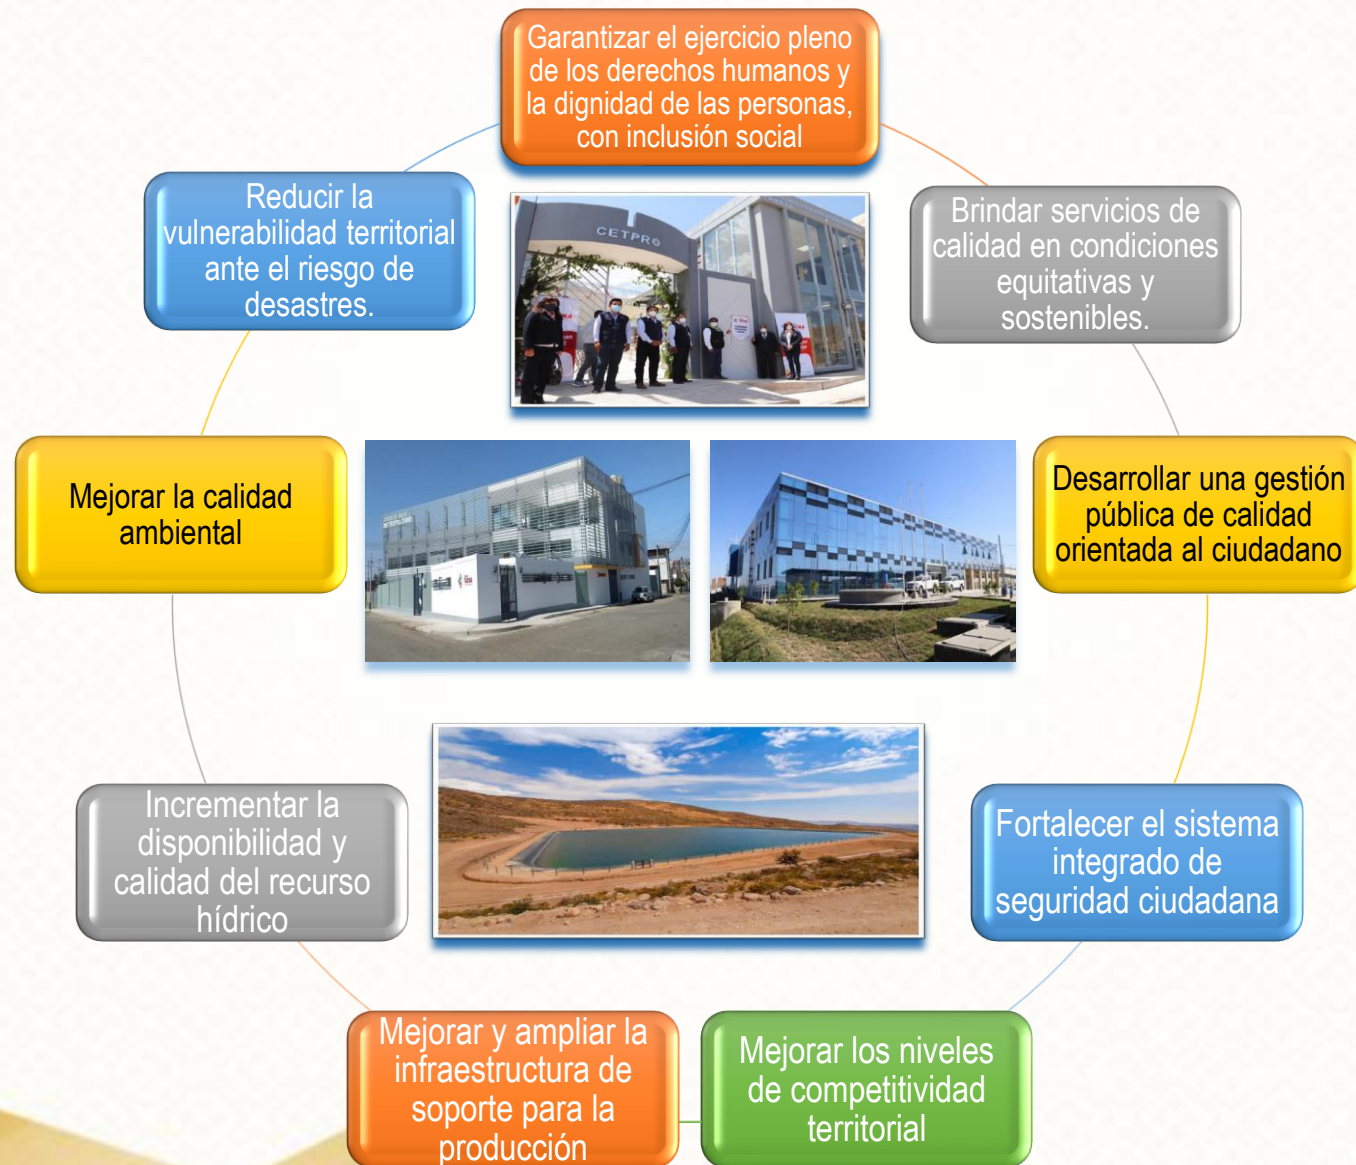 Garantizar el ejercicio pleno
de los derechos humanos y
la dignidad de las personas,
con inclusión social
Brindar servicios de
calidad en condiciones
equitativas y
sostenibles.
Desarrollar una gestión
pública de calidad
orientada al ciudadano
Fortalecer el sistema
integrado de
seguridad ciudadana
Mejorar los niveles
de competitividad
territorial
Mejorar y ampliar la
infraestructura de
soporte para la
producción
Incrementar la
disponibilidad y
calidad del recurso
hídrico
Mejorar la calidad
ambiental
Reducir la
vulnerabilidad territorial
ante el riesgo de
desastres.
CETPRO